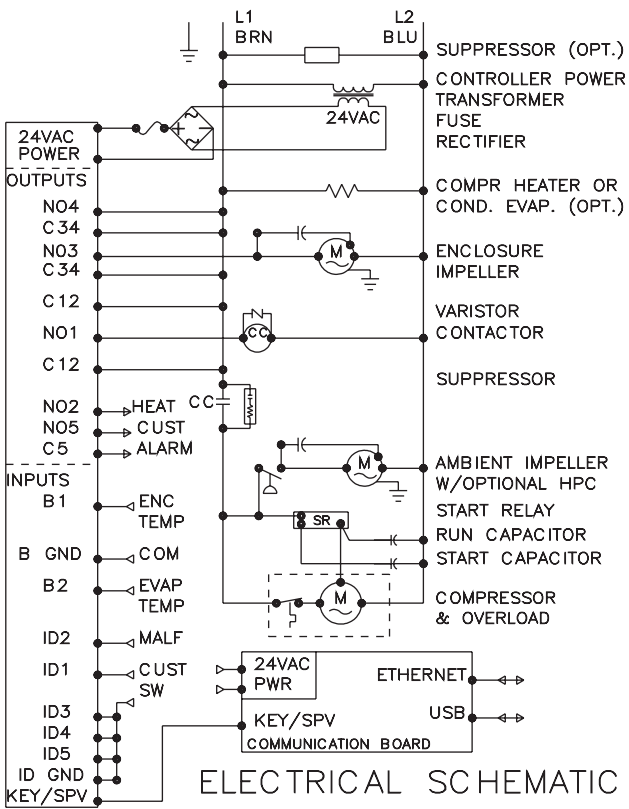 L1
BRN
L2
BLU
SUPPRESSOR (OPT.)
CONTROLLER POWER
TRANSFORMER
FUSE
RECTIFIER
24VAC
24VAC
POWER
OUTPUTS
NO4
C34
NO3
C34
C12
NO1
C12
NO2
NO5
C5
HEAT
CUST
ALARM
COMPR HEATER OR
COND. EVAP. (OPT.)
M
ENCLOSURE
IMPELLER
VARISTOR
CONTACTOR
CC
SUPPRESSOR
CC
M
AMBIENT IMPELLER
W/OPTIONAL HPC
START RELAY
SR
RUN CAPACITOR
START CAPACITOR
M
COMPRESSOR
& OVERLOAD
INPUTS
B1
ENC
TEMP
B GND
COM
B2
EVAP
TEMP
ID2
MALF
ID1
CUST
SW
ID3
ID4
ID5
ID GND
KEY/SPV
24VAC
PWR
ETHERNET
USB
KEY/SPV
COMMUNICATION BOARD
ELECTRICAL SCHEMATIC